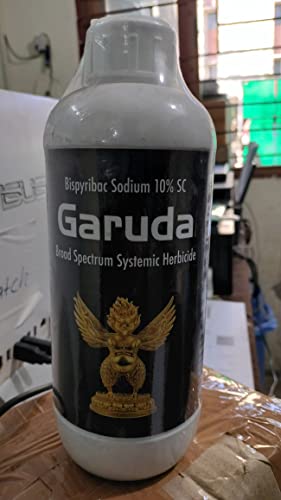 Bispyribac Sodium 10% SC
Garuda
Broad Spectrum Systemic Herbicide